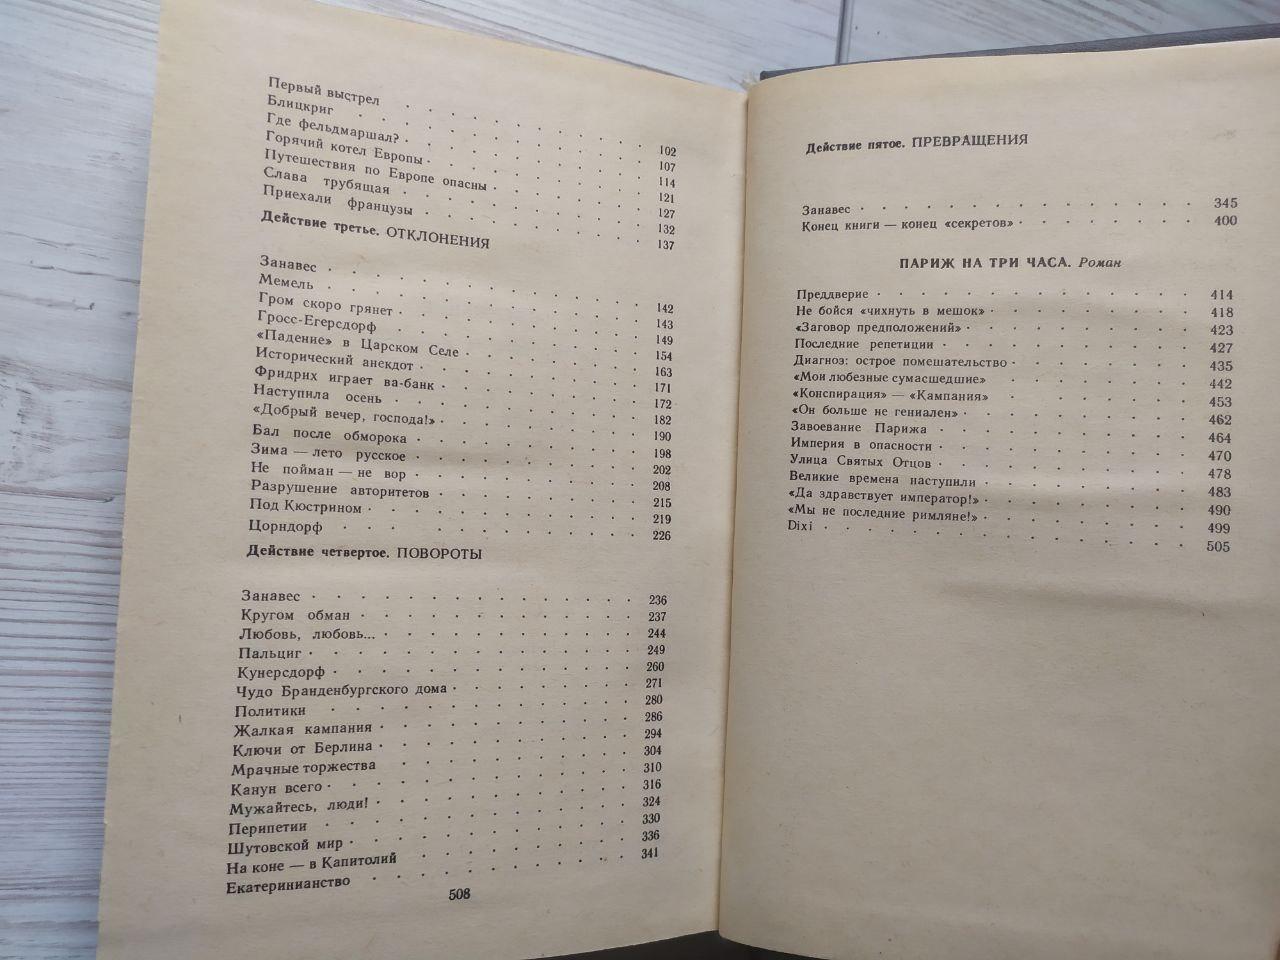 Первый выстрел . . . . . . . . . . 102
Блицкриг . . . . . . . . . . 107
Где фельдмаршал? . . . . . . . . . . 114
Горячий котел Европы . . . . . . . . . . 121
Путешествия по Европе опасны . . . . . . . . 127
Слава трубящая . . . . . . . . . . 132
Приехали французы . . . . . . . . . . 137
Действие третье. ОТКЛОНЕНИЯ
Занавес . . . . . . . . . . 142
Мемель . . . . . . . . . . 143
Гром скоро грянет . . . . . . . . . . 149
Гросс-Егерсдорф . . . . . . . . . . 154
«Падение» в Царском Селе . . . . . . . . 163
Исторический анекдот . . . . . . . . . . 171
Фридрих играет ва-банк . . . . . . . . . . 172
Наступила осень . . . . . . . . . . 182
«Добрый вечер, господа!» . . . . . . . . . . 190
Бал после обморока . . . . . . . . . . 198
Зима — лето русское . . . . . . . . . . 202
Не пойман — не вор . . . . . . . . . . 208
Разрушение авторитетов . . . . . . . . . . 215
Под Кюстрином . . . . . . . . . . 219
Цорндорф . . . . . . . . . . 226
Действие четвертое. ПОВОРОТЫ
Занавес . . . . . . . . . . 236
Кругом обман . . . . . . . . . . 237
Любовь, любовь... . . . . . . . . . . 244
Пальциг . . . . . . . . . . 249
Кунерсдорф . . . . . . . . . . 260
Чудо Бранденбургского дома . . . . . . . . 271
Политики . . . . . . . . . . 280
Жалкая кампания . . . . . . . . . . 286
Ключи от Берлина . . . . . . . . . . 294
Мрачные торжества . . . . . . . . . . 304
Канун всего . . . . . . . . . . 310
Мужайтесь, люди! . . . . . . . . . . 316
Перипетии . . . . . . . . . . 324
Шутовской мир . . . . . . . . . . 330
На коне — в Капитолий . . . . . . . . . . 336
Екатеринианство . . . . . . . . . . 341
508
Действие пятое. ПРЕВРАЩЕНИЯ
Занавес . . . . . . . . . . 345
Конец книги — конец «секретов» . . . . . . . . 400
ПАРИЖ НА ТРИ ЧАСА. Роман
Преддверие . . . . . . . . . . 414
Не бойся «чихнуть в мешок» . . . . . . . . 418
«Заговор предположений» . . . . . . . . . . 423
Последние репетиции . . . . . . . . . . 427
Диагноз: острое помешательство . . . . . . . . 435
«Мои любезные сумасшедшие» . . . . . . . . 442
«Конспирация» — «Кампания» . . . . . . . . 453
«Он больше не гениален» . . . . . . . . . . 462
Завоевание Парижа . . . . . . . . . . 464
Империя в опасности . . . . . . . . . . 470
Улица Святых Отцов . . . . . . . . . . 478
Великие времена наступили . . . . . . . . 483
«Да здравствует император!» . . . . . . . . 490
«Мы не последние римляне!» . . . . . . . . 499
Dixi . . . . . . . . . . 505